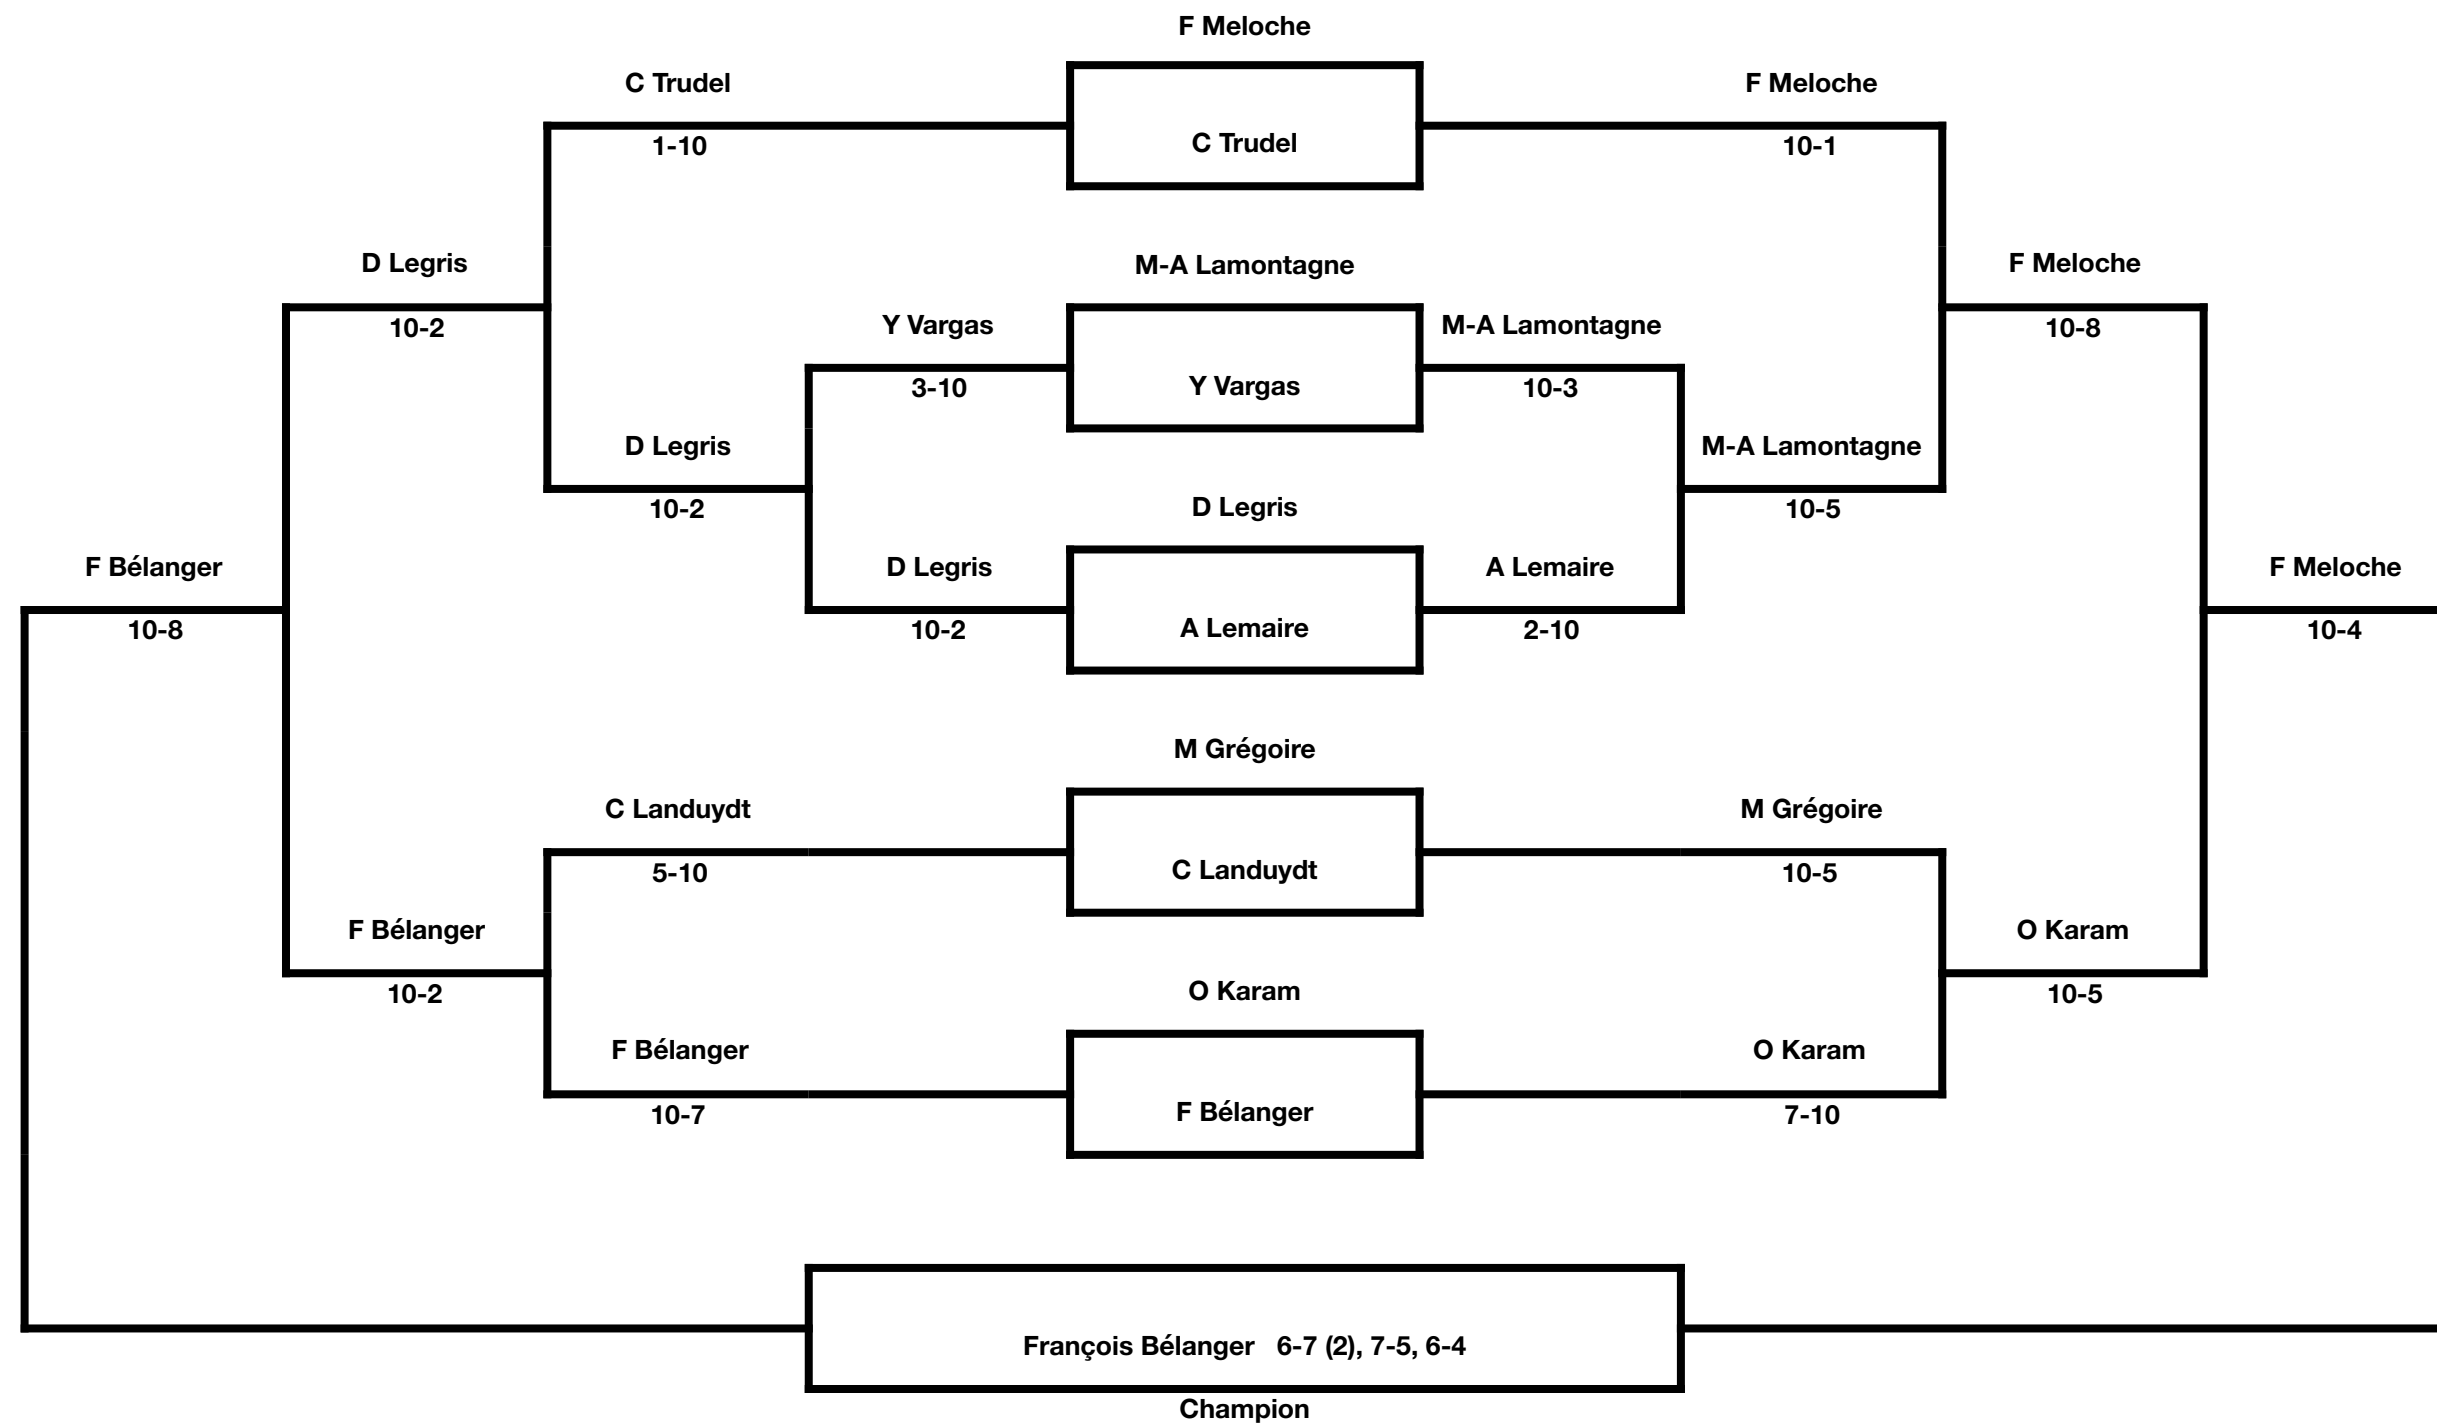 F Meloche
C Trudel
F Meloche
1-10
C Trudel
10-1
D Legris
M-A Lamontagne
F Meloche
10-2
Y Vargas
M-A Lamontagne
10-8
3-10
Y Vargas
10-3
D Legris
M-A Lamontagne
10-2
D Legris
10-5
F Bélanger
D Legris
A Lemaire
F Meloche
10-8
10-2
A Lemaire
2-10
10-4
M Grégoire
C Landuydt
M Grégoire
5-10
C Landuydt
10-5
F Bélanger
O Karam
10-2
O Karam
10-5
F Bélanger
O Karam
10-7
F Bélanger
7-10
François Bélanger 6-7 (2), 7-5, 6-4
Champion